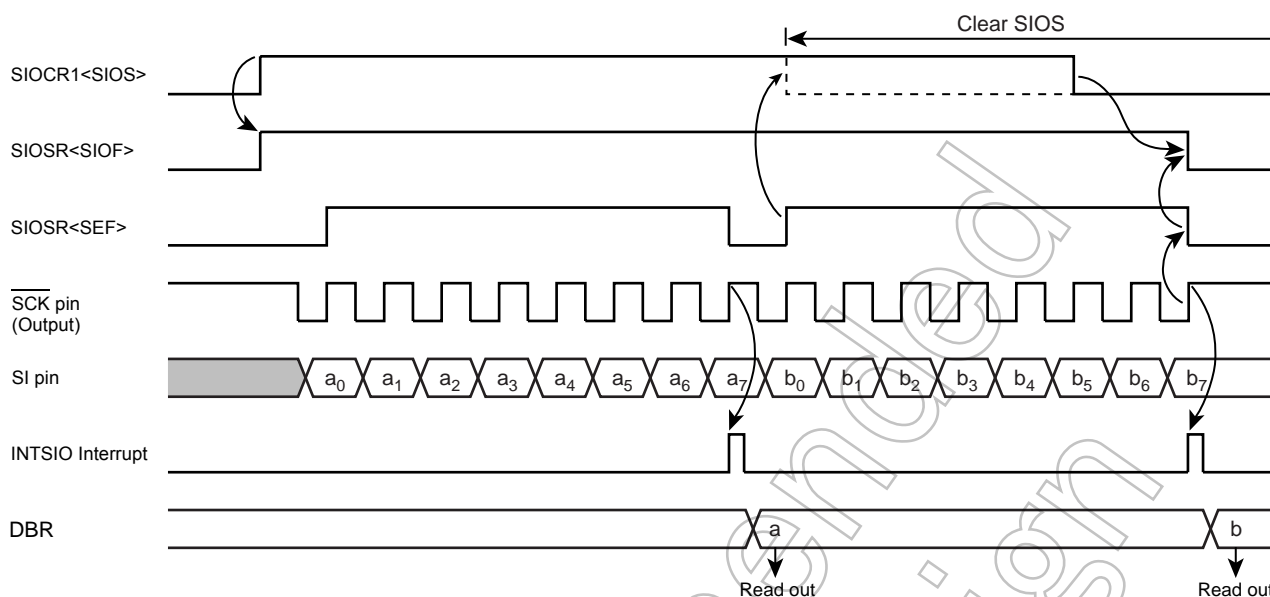 Clear SIOS
SIOCR1<SIOS>
SIOSR<SIOF>
SIOSR<SEF>
SCK pin
(Output)
SI pin
a0 a1 a2 a3 a4 a5 a6 a7 b0 b1 b2 b3 b4 b5 b6 b7
INTSIO Interrupt
DBR
a b
Read out Read out